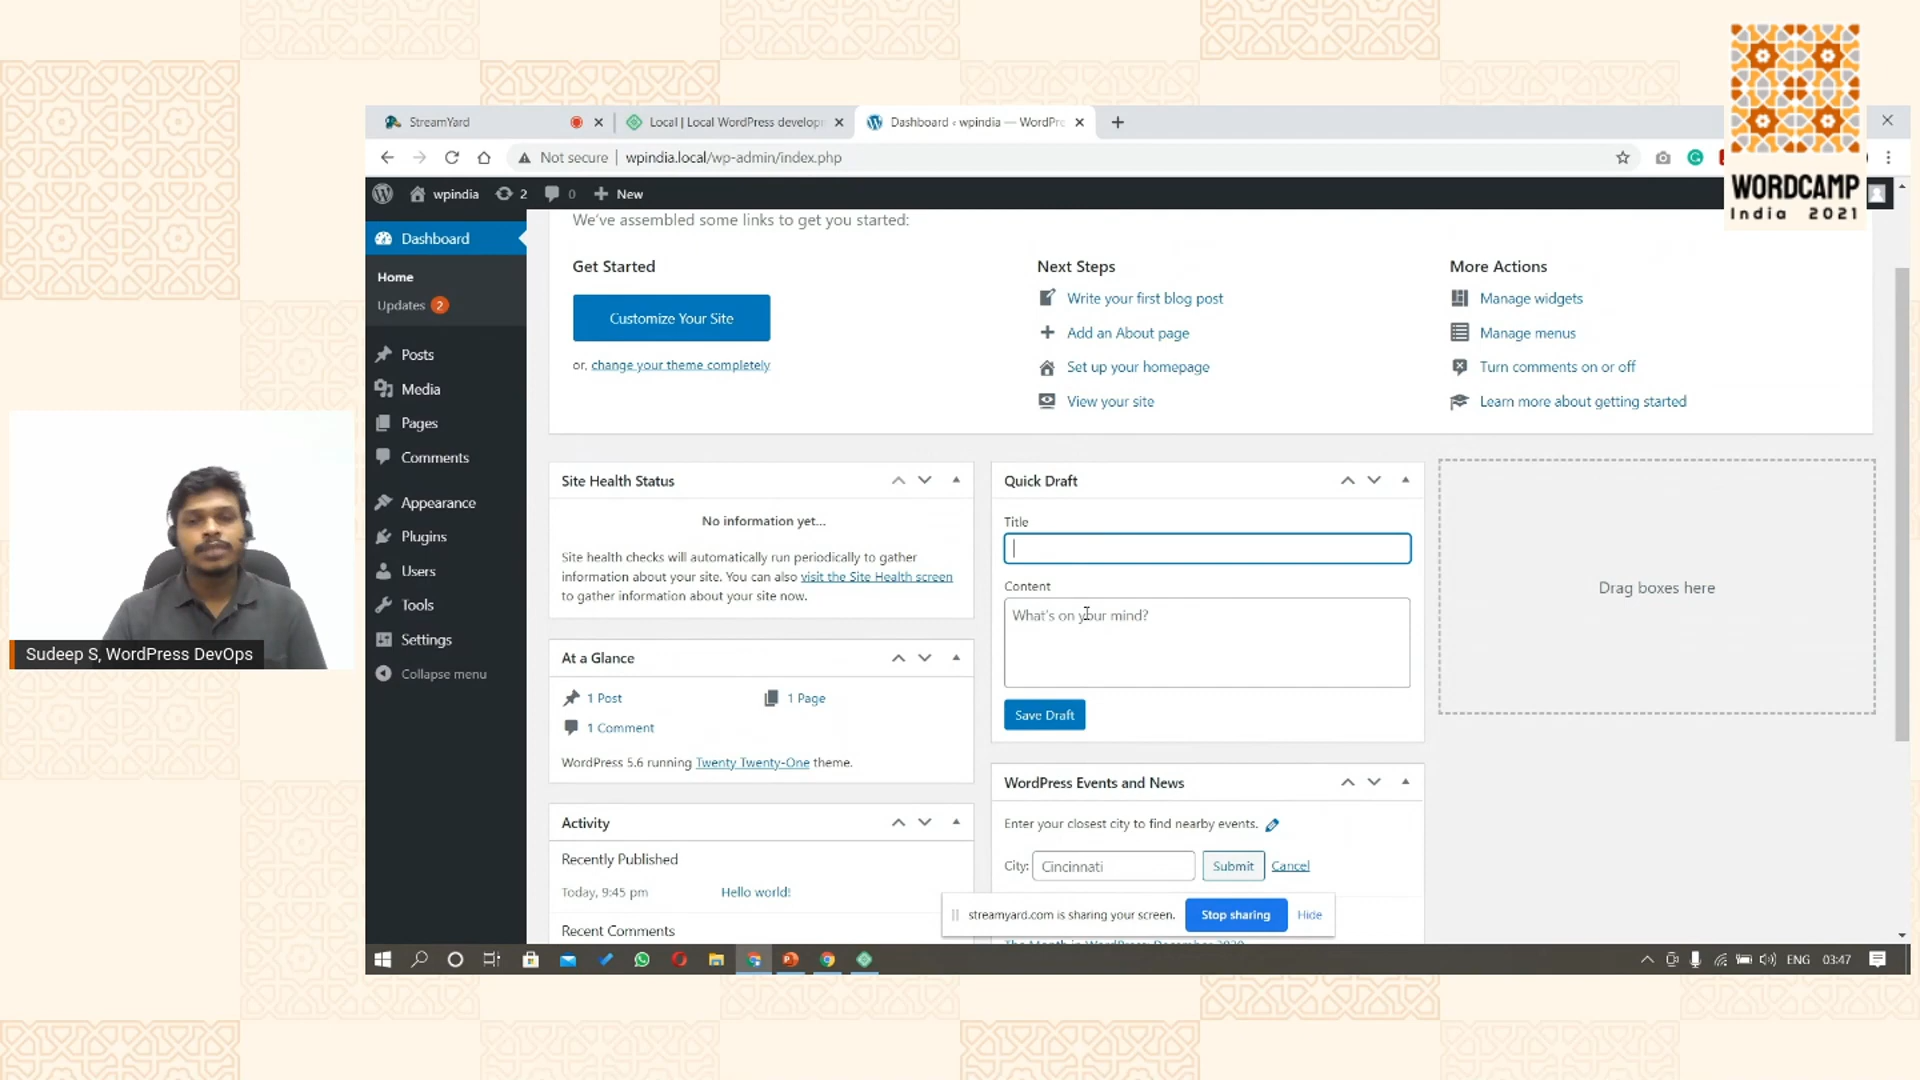 WORDCAMP
India 2021
StreamYard
Local | Local WordPress develop
Dashboard ‹ wpindia — WordPre
Not secure | wpindia.local/wp-admin/index.php
wpindia 2 0 New
Dashboard
Home
Updates 2
Posts
Media
Pages
Comments
Appearance
Plugins
Users
Tools
Settings
Collapse menu
We've assembled some links to get you started:
Get Started
Customize Your Site
or, change your theme completely
Next Steps
Write your first blog post
Add an About page
Set up your homepage
View your site
More Actions
Manage widgets
Manage menus
Turn comments on or off
Learn more about getting started
Site Health Status
No information yet...
Site health checks will automatically run periodically to gather
information about your site. You can also visit the Site Health screen
to gather information about your site now.
At a Glance
1 Post
1 Page
1 Comment
WordPress 5.6 running Twenty Twenty-One theme.
Activity
Recently Published
Today, 9:45 pm Hello world!
Recent Comments
Quick Draft
Title
Content
What's on your mind?
Save Draft
WordPress Events and News
Enter your closest city to find nearby events.
City: Cincinnati Submit Cancel
The Month in WordPress: December 2020
Drag boxes here
streamyard.com is sharing your screen. Stop sharing Hide
ENG 03:47
Sudeep S, WordPress DevOps